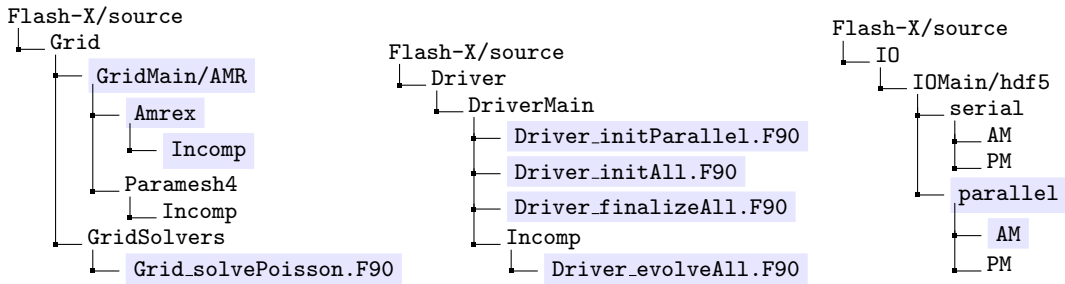 Flash-X/source
Grid
GridMain/AMR
Amrex
Incomp
Paramesh4
Incomp
GridSolvers
Grid_solvePoisson.F90
Flash-X/source
Driver
DriverMain
Driver_initParallel.F90
Driver_initAll.F90
Driver_finalizeAll.F90
Incomp
Driver_evolveAll.F90
Flash-X/source
IO
IOMain/hdf5
serial
AM
PM
parallel
AM
PM